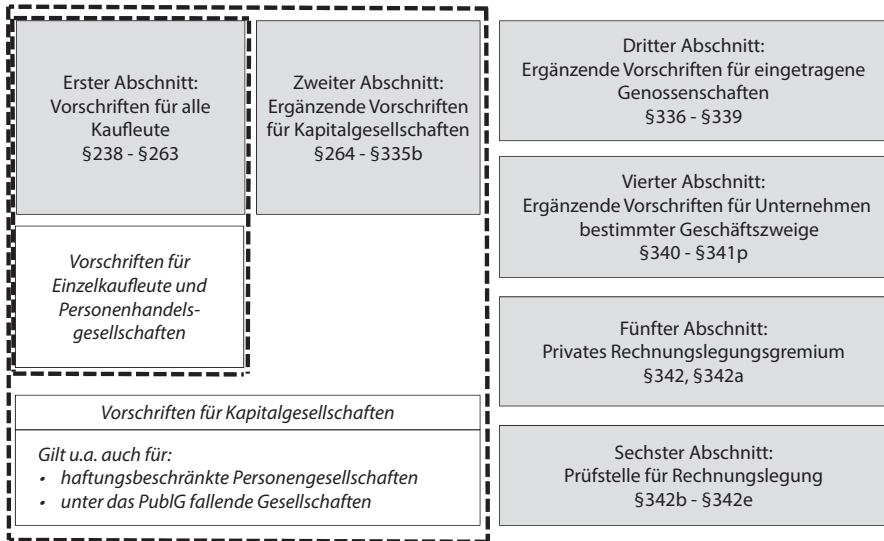 Erster Abschnitt:
Vorschriften für alle
Kaufleute
§238 - §263
Zweiter Abschnitt:
Ergänzende Vorschriften
für Kapitalgesellschaften
§264 - §335b
Vorschriften für
Einzelkaufleute und
Personenhandels-
gesellschaften
Vorschriften für Kapitalgesellschaften
Gilt u.a. auch für:
• haftungsbeschränkte Personengesellschaften
• unter das PublG fallende Gesellschaften
Dritter Abschnitt:
Ergänzende Vorschriften für eingetragene
Genossenschaften
§336 - §339
Vierter Abschnitt:
Ergänzende Vorschriften für Unternehmen
bestimmter Geschäftszweige
§340 - §341p
Fünfter Abschnitt:
Privates Rechnungslegungsgremium
§342, §342a
Sechster Abschnitt:
Prüfstelle für Rechnungslegung
§342b - §342e